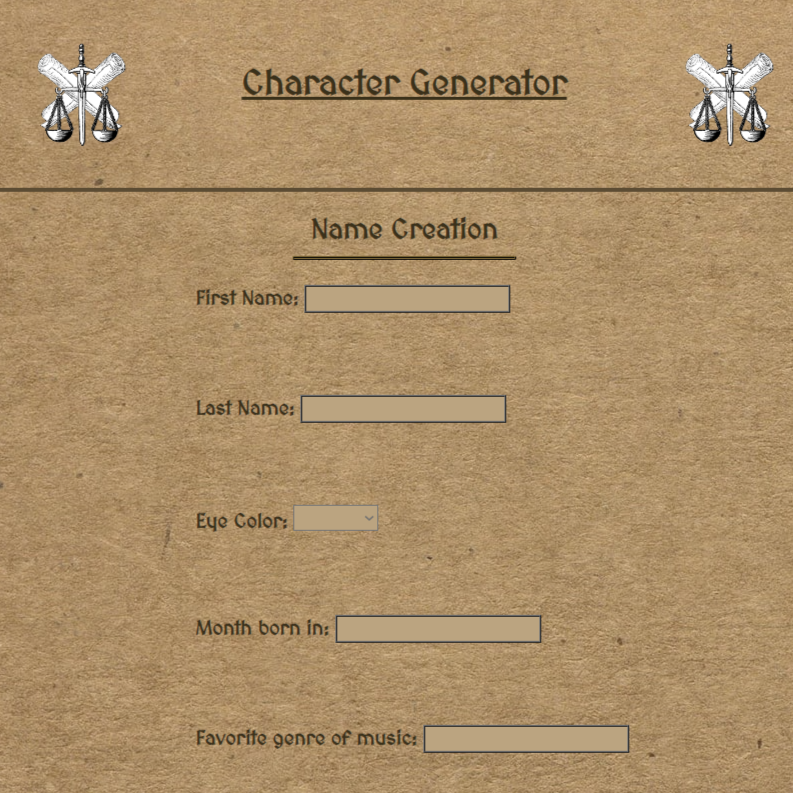 Character Generator
Name Creation
First Name:
Last Name:
Eye Color:
Month born in:
Favorite genre of music: